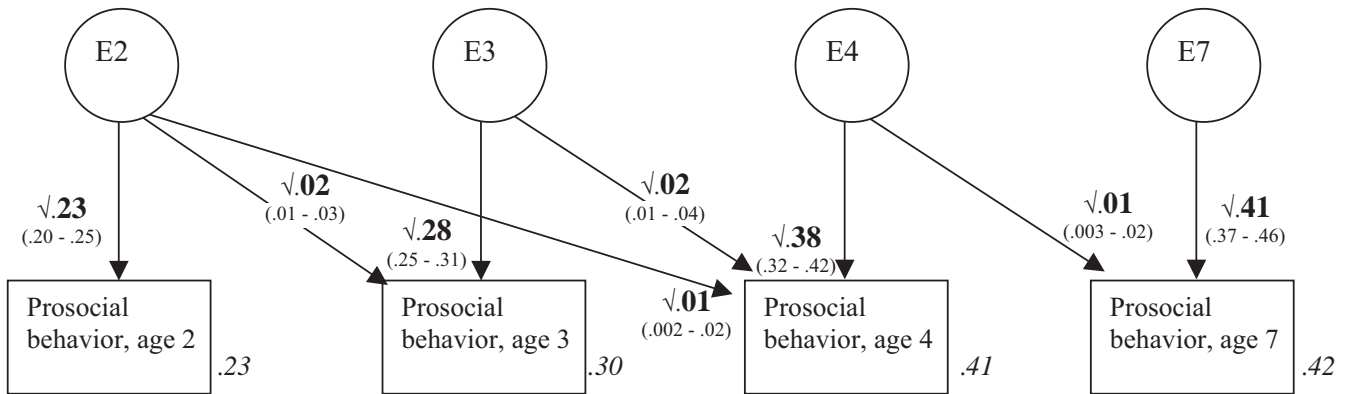 E2
E3
E4
E7
√.23
(.20 - .25)
√.02
(.01 - .03)
√.28
(.25 - .31)
√.02
(.01 - .04)
√.38
(.32 - .42)
√.01
(.002 - .02)
√.01
(.003 - .02)
√.41
(.37 - .46)
Prosocial
behavior, age 2
.23
Prosocial
behavior, age 3
.30
Prosocial
behavior, age 4
.41
Prosocial
behavior, age 7
.42